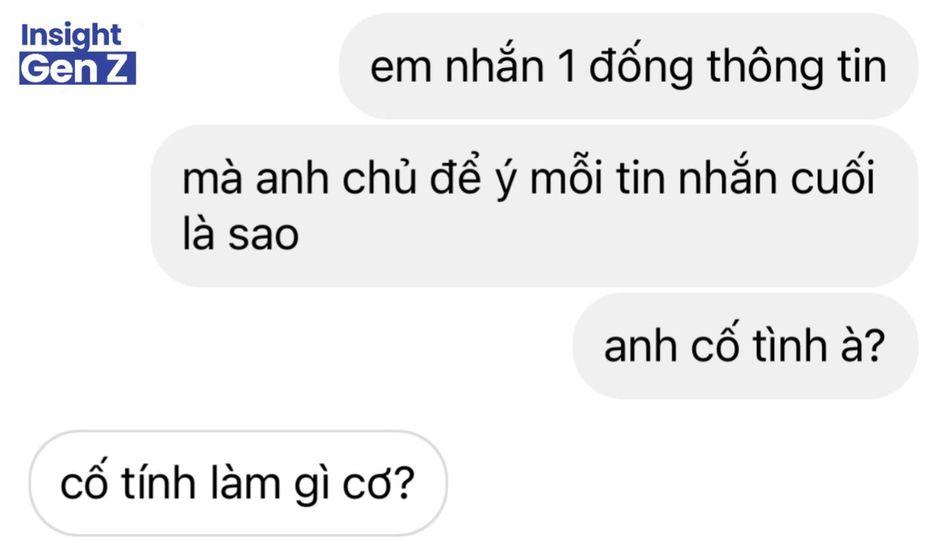 Insight
Gen Z
em nhắn 1 đống thông tin
mà anh chủ để ý mỗi tin nhắn cuối
là sao
anh cố tình à?
cố tính làm gì cơ?